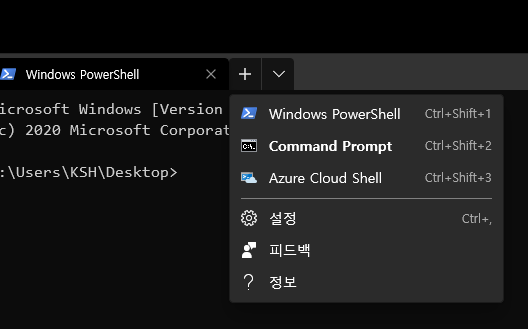 Windows PowerShell
icrosoft Windows [Version
c) 2020 Microsoft Corporat
:\Users\KSH\Desktop>
Windows PowerShell Ctrl+Shift+1
Command Prompt Ctrl+Shift+2
Azure Cloud Shell Ctrl+Shift+3
설정 Ctrl+,
피드백
정보